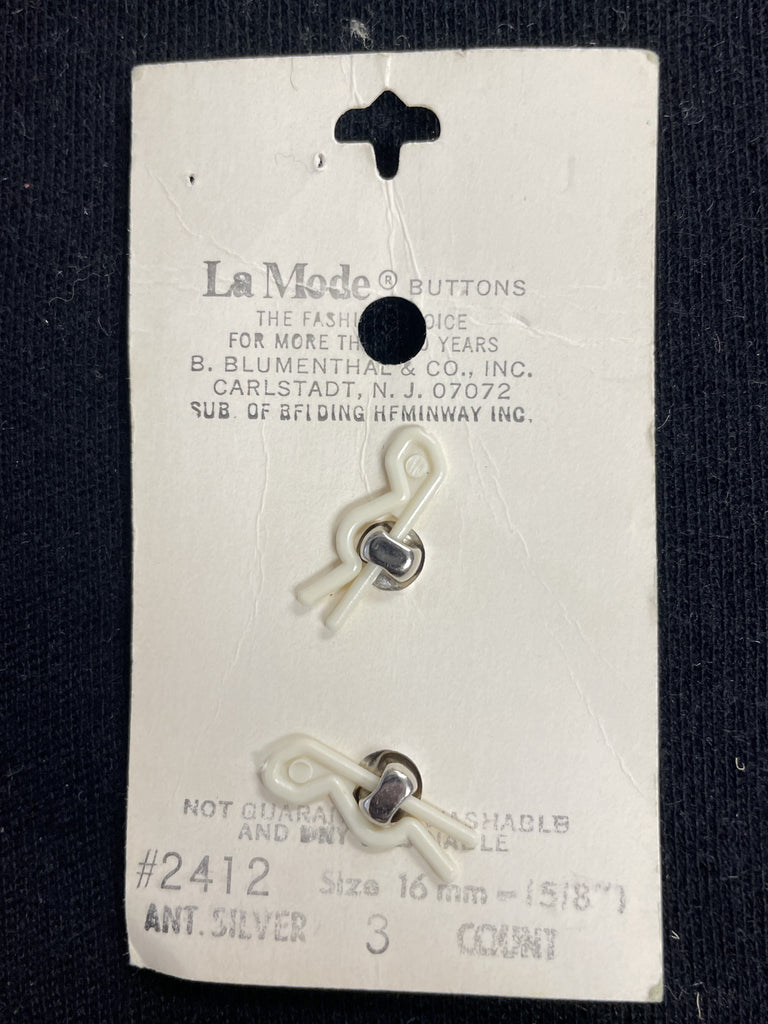 La Mode® BUTTONS
THE FASHI OICE
FOR MORE TH YEARS
B. BLUMENTHAL & CO., INC.
CARLSTADT, N. J. 07072
SUB. OF BELDING HEMINWAY INC.
NOT GUARAN ASHABLE
AND DRY ABLE
#2412 Size 16 mm - (5/8")
ANT. SILVER 3 COUNT